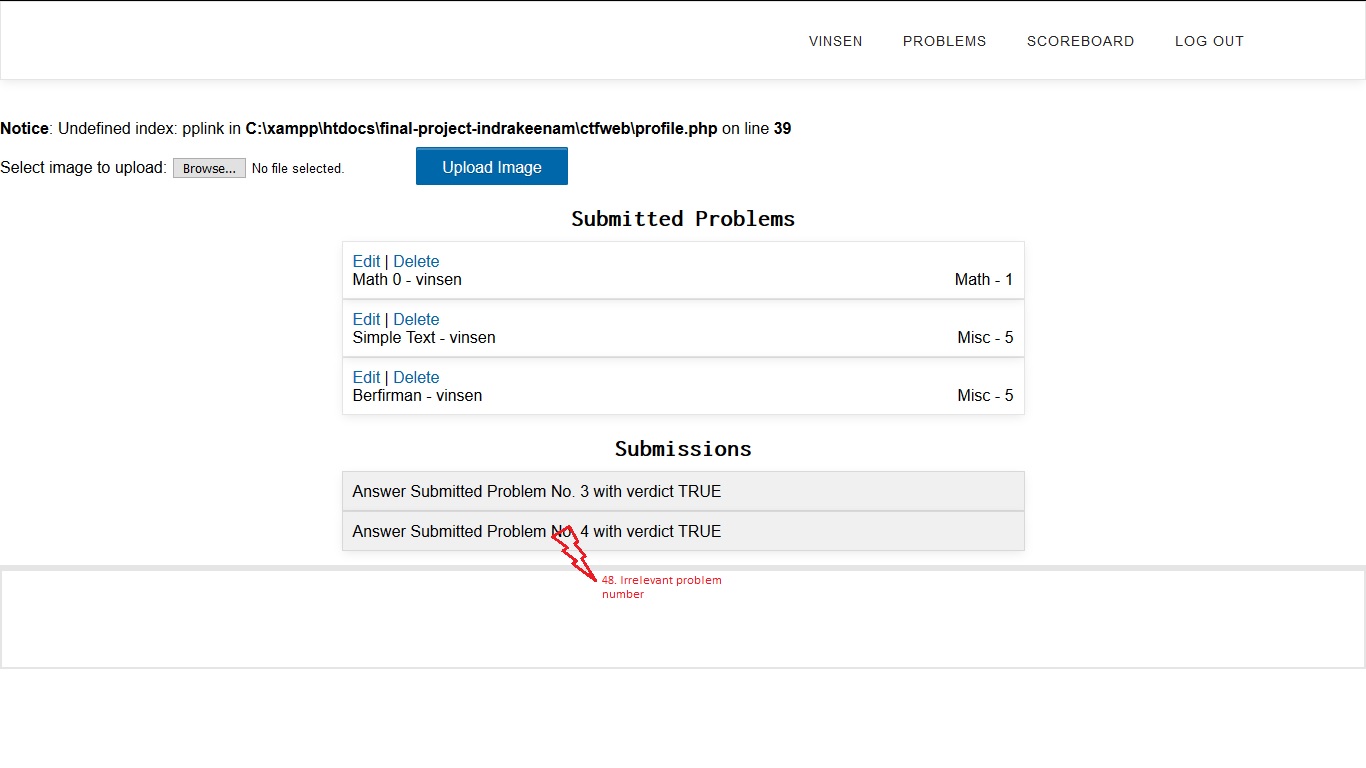 VINSEN PROBLEMS SCOREBOARD LOG OUT
Notice: Undefined index: pplink in C:\xampp\htdocs\final-project-indrakeenam\ctfweb\profile.php on line 39
Select image to upload: Browse... No file selected. Upload Image
Submitted Problems
Edit | Delete
Math 0 - vinsen Math - 1
Edit | Delete
Simple Text - vinsen Misc - 5
Edit | Delete
Berfirman - vinsen Misc - 5
Submissions
Answer Submitted Problem No. 3 with verdict TRUE
Answer Submitted Problem No. 4 with verdict TRUE
48. Irrelevant problem
number